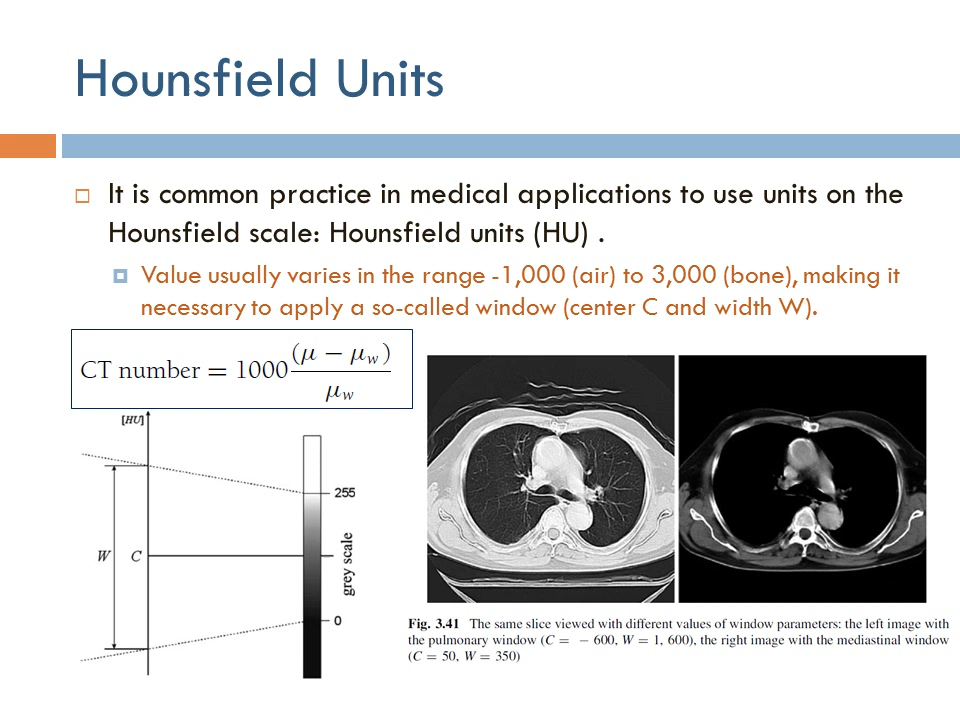 Hounsfield Units
It is common practice in medical applications to use units on the
Hounsfield scale: Hounsfield units (HU) .
Value usually varies in the range -1,000 (air) to 3,000 (bone), making it
necessary to apply a so-called window (center C and width W).
CT number = 1000 (μ − μw) / μw
[HU]
255
W C
grey scale
0
Fig. 3.41 The same slice viewed with different values of window parameters: the left image with
the pulmonary window (C = − 600, W = 1, 600), the right image with the mediastinal window
(C = 50, W = 350)